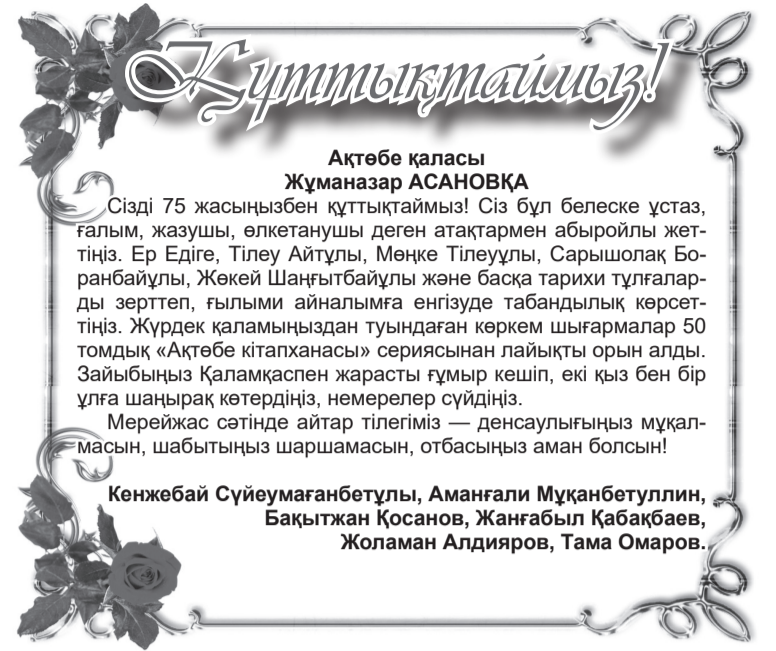 Құттықтаймыз!
Ақтөбе қаласы
Жұманазар АСАНОВҚА
Сізді 75 жасыңызбен құттықтаймыз! Сіз бұл белеске ұстаз,
ғалым, жазушы, өлкетанушы деген атақтармен абыройлы жет-
тіңіз. Ер Едіге, Тілеу Айтұлы, Мөңке Тілеуұлы, Сарышолақ Бо-
ранбайұлы, Жөкей Шаңғытбайұлы және басқа тарихи тұлғалар-
ды зерттеп, ғылыми айналымға енгізуде табандылық көрсет-
тіңіз. Жүрдек қаламыңыздан туындаған көркем шығармалар 50
томдық «Ақтөбе кітапханасы» сериясынан лайықты орын алды.
Зайыбыңыз Қаламқаспен жарасты ғұмыр кешіп, екі қыз бен бір
ұлға шаңырақ көтердіңіз, немерелер сүйдіңіз.
Мерейжас сәтінде айтар тілегіміз — денсаулығыңыз мұқал-
масын, шабытыңыз шаршамасын, отбасыңыз аман болсын!
Кенжебай Сүйеумағанбетұлы, Аманғали Мұқанбетуллин,
Бақытжан Қосанов, Жанғабыл Қабақбаев,
Жоламан Алдияров, Тама Омаров.